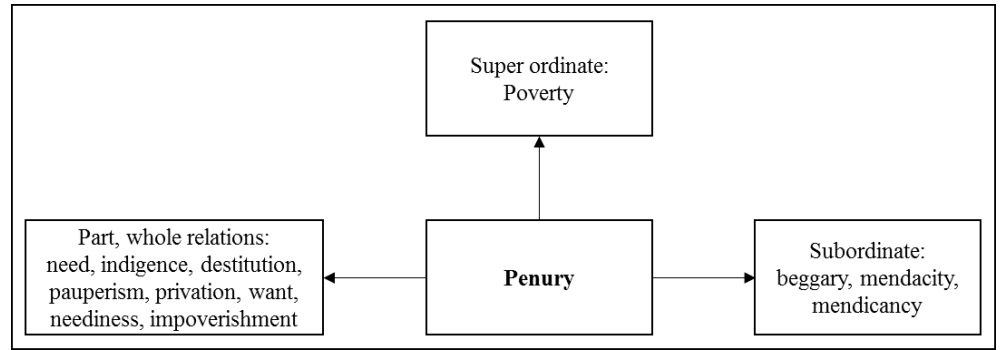 Super ordinate:
Poverty
Part, whole relations:
need, indigence, destitution,
pauperism, privation, want,
neediness, impoverishment
Penury
Subordinate:
beggary, mendacity,
mendicancy